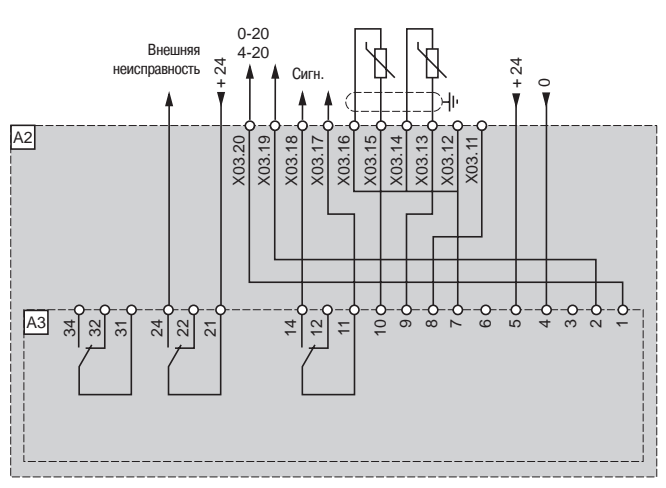 Внешняя
неисправность
+ 24
0-20
4-20
Сигн.
+ 24
0
A2
X03.20
X03.19
X03.18
X03.17
X03.16
X03.15
X03.14
X03.13
X03.12
X03.11
A3
34
32
31
24
22
21
14
12
11
10
9
8
7
6
5
4
3
2
1